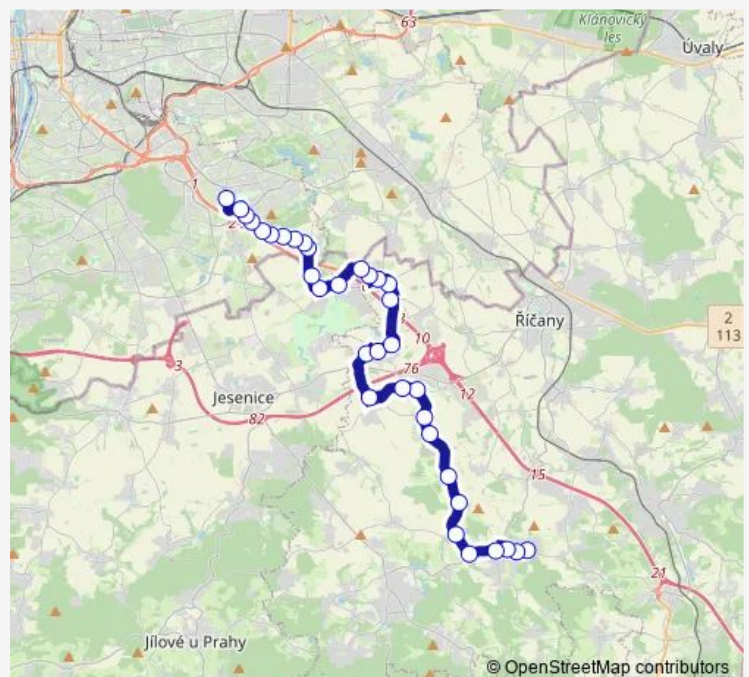 63
Klánovický
les
Úvaly
1
2
Říčany
2
113
10
3
76
Jesenice
12
82
15
21
Jílové u Prahy
© OpenStreetMap contributors